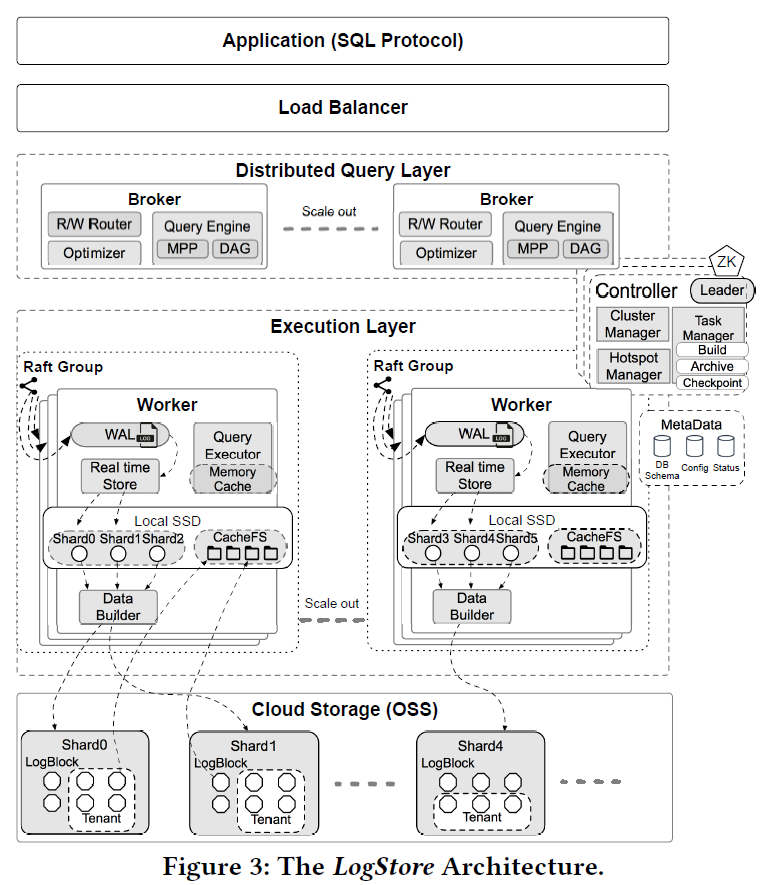 Application (SQL Protocol)
Load Balancer
Distributed Query Layer
Broker
R/W Router
Optimizer
Query Engine
MPP
DAG
Scale out
Broker
R/W Router
Optimizer
Query Engine
MPP
DAG
ZK
Controller
Leader
Cluster
Manager
Hotspot
Manager
Task
Manager
Build
Archive
Checkpoint
MetaData
DB
Schema
Config
Status
Execution Layer
Raft Group
Worker
WAL
LOG
Real time
Store
Query
Executor
Memory
Cache
Local SSD
Shard0
Shard1
Shard2
CacheFS
Data
Builder
Scale out
Raft Group
Worker
WAL
LOG
Real time
Store
Query
Executor
Memory
Cache
Local SSD
Shard3
Shard4
Shard5
CacheFS
Data
Builder
Cloud Storage (OSS)
Shard0
LogBlock
Tenant
Shard1
LogBlock
Tenant
Shard4
LogBlock
Tenant
Figure 3: The LogStore Architecture.